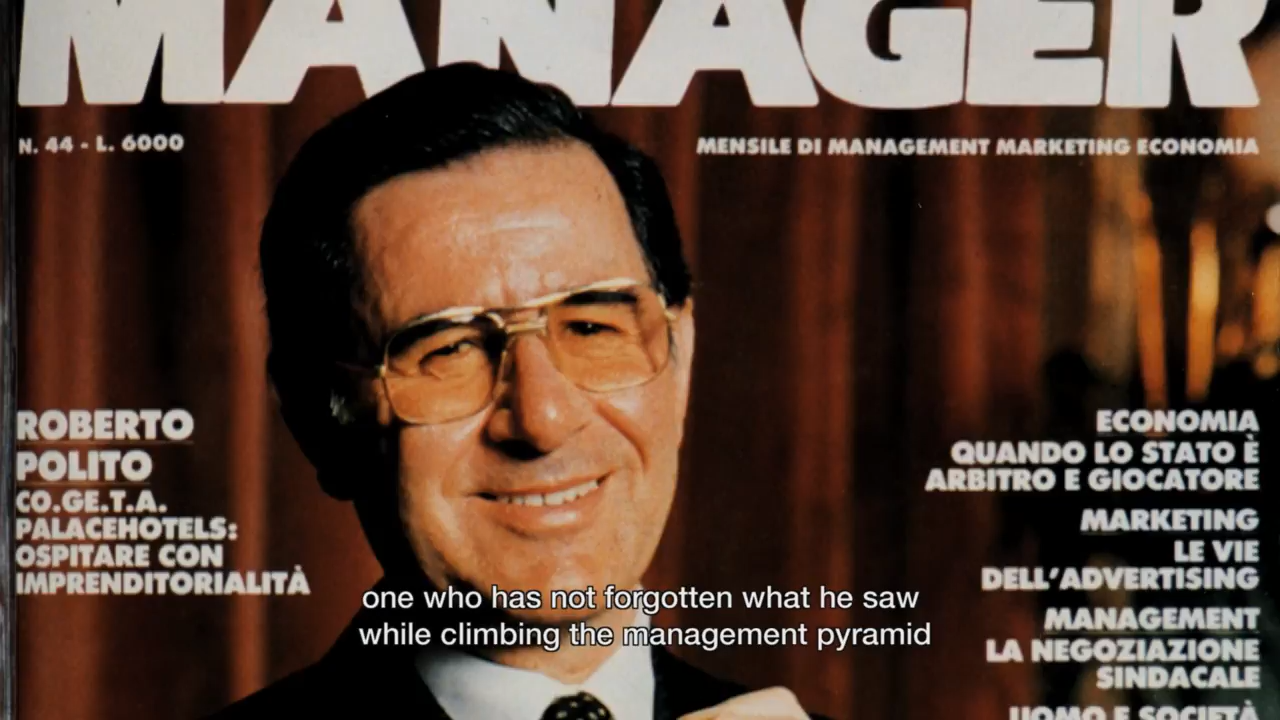 MANAGER
N. 44 - L. 6000
MENSILE DI MANAGEMENT MARKETING ECONOMIA
ROBERTO
POLITO
CO.GE.T.A.
PALACEHOTELS:
OSPITARE CON
IMPRENDITORIALITÀ
ECONOMIA
QUANDO LO STATO È
ARBITRO E GIOCATORE
MARKETING
LE VIE
DELL'ADVERTISING
MANAGEMENT
LA NEGOZIAZIONE
SINDACALE
UOMO E SOCIETÀ
one who has not forgotten what he saw
while climbing the management pyramid